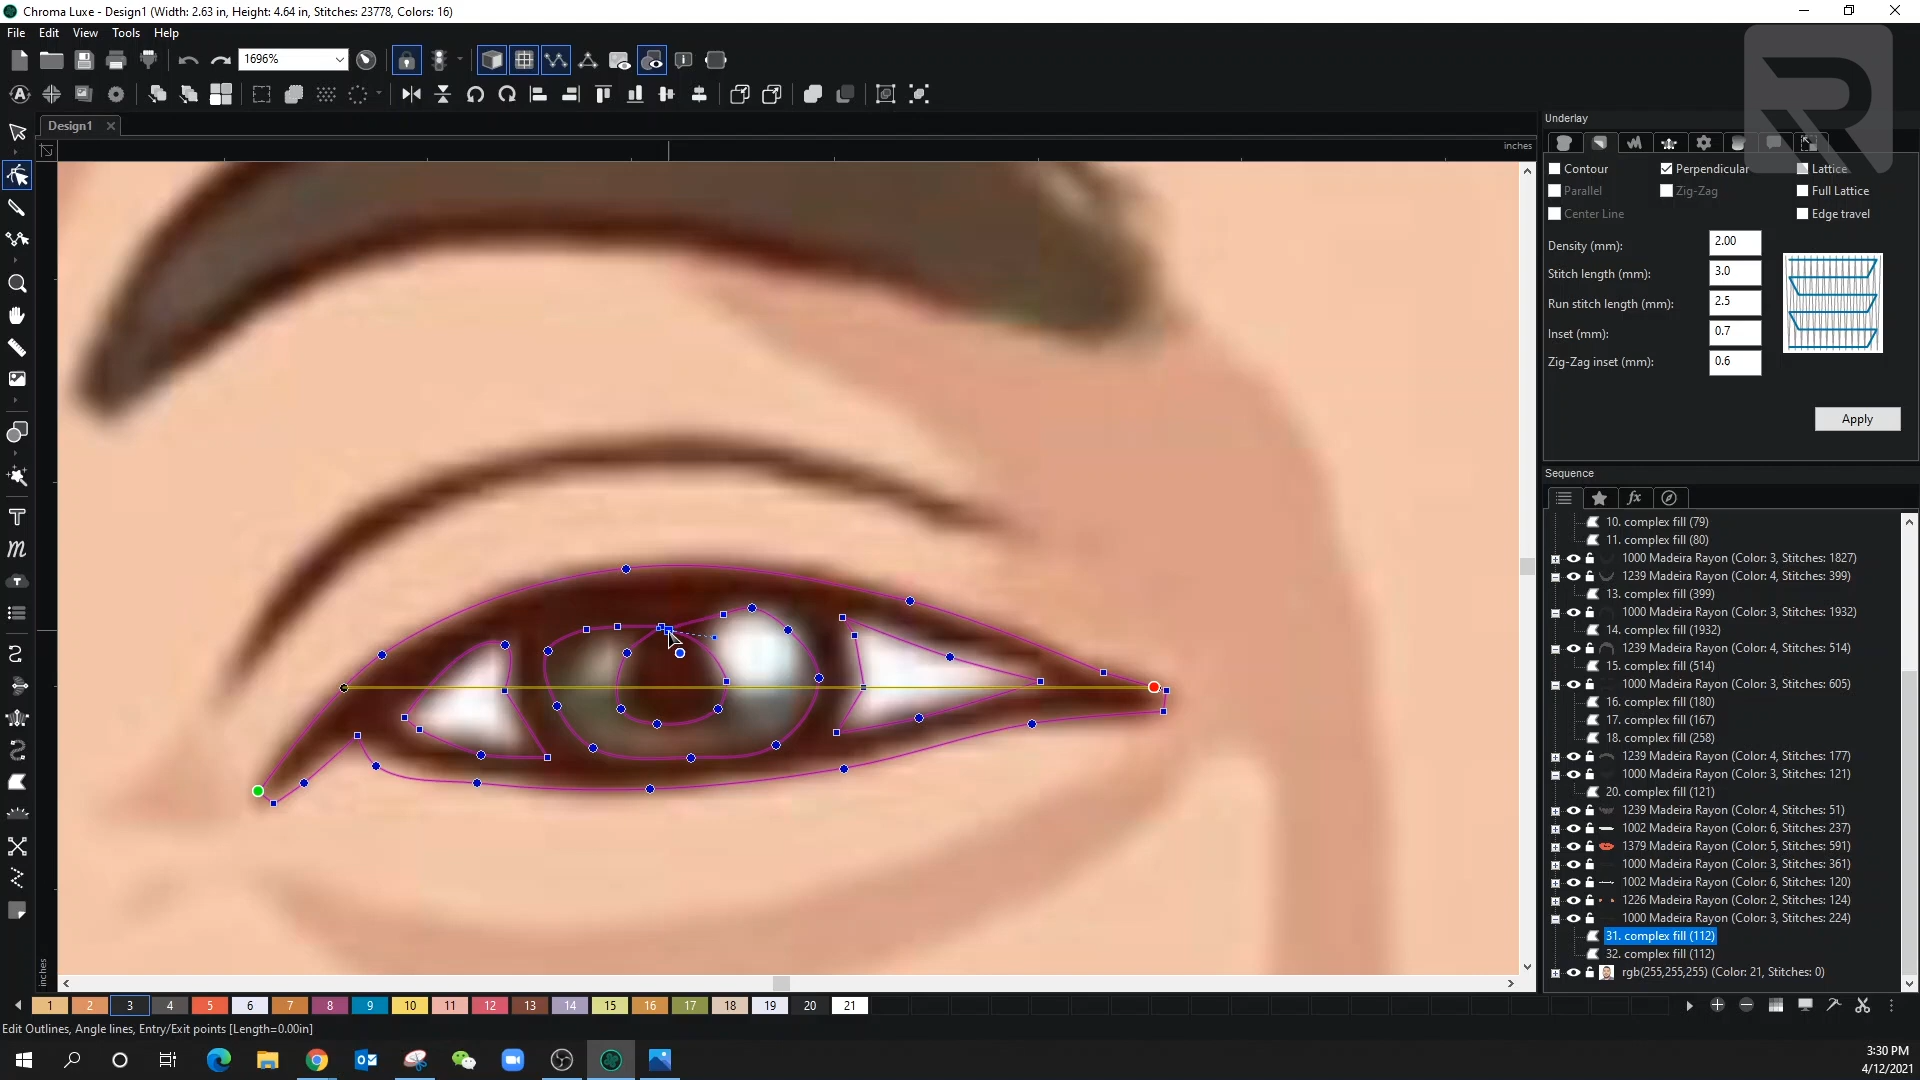 Chroma Luxe - Design1 (Width: 2.63 in, Height: 4.64 in, Stitches: 23778, Colors: 16)
File Edit View Tools Help
1696%
Design1
inches
Underlay
Contour Perpendicular Lattice
Parallel Zig-Zag Full Lattice
Center Line Edge travel
Density (mm): 2.00
Stitch length (mm): 3.0
Run stitch length (mm): 2.5
Inset (mm): 0.7
Zig-Zag inset (mm): 0.6
Apply
Sequence
10. complex fill (79)
11. complex fill (80)
1000 Madeira Rayon (Color: 3, Stitches: 1827)
1239 Madeira Rayon (Color: 4, Stitches: 399)
13. complex fill (399)
1000 Madeira Rayon (Color: 3, Stitches: 1932)
14. complex fill (1932)
1239 Madeira Rayon (Color: 4, Stitches: 514)
15. complex fill (514)
1000 Madeira Rayon (Color: 3, Stitches: 605)
16. complex fill (180)
17. complex fill (167)
18. complex fill (258)
1239 Madeira Rayon (Color: 4, Stitches: 177)
1000 Madeira Rayon (Color: 3, Stitches: 121)
20. complex fill (121)
1239 Madeira Rayon (Color: 4, Stitches: 51)
1002 Madeira Rayon (Color: 6, Stitches: 237)
1379 Madeira Rayon (Color: 5, Stitches: 591)
1000 Madeira Rayon (Color: 3, Stitches: 361)
1002 Madeira Rayon (Color: 6, Stitches: 120)
1226 Madeira Rayon (Color: 2, Stitches: 124)
1000 Madeira Rayon (Color: 3, Stitches: 224)
31. complex fill (112)
32. complex fill (112)
rgb(255,255,255) (Color: 21, Stitches: 0)
inches
1 2 3 4 5 6 7 8 9 10 11 12 13 14 15 16 17 18 19 20 21
Edit Outlines, Angle lines, Entry/Exit points [Length=0.00in]
3:30 PM
4/12/2021